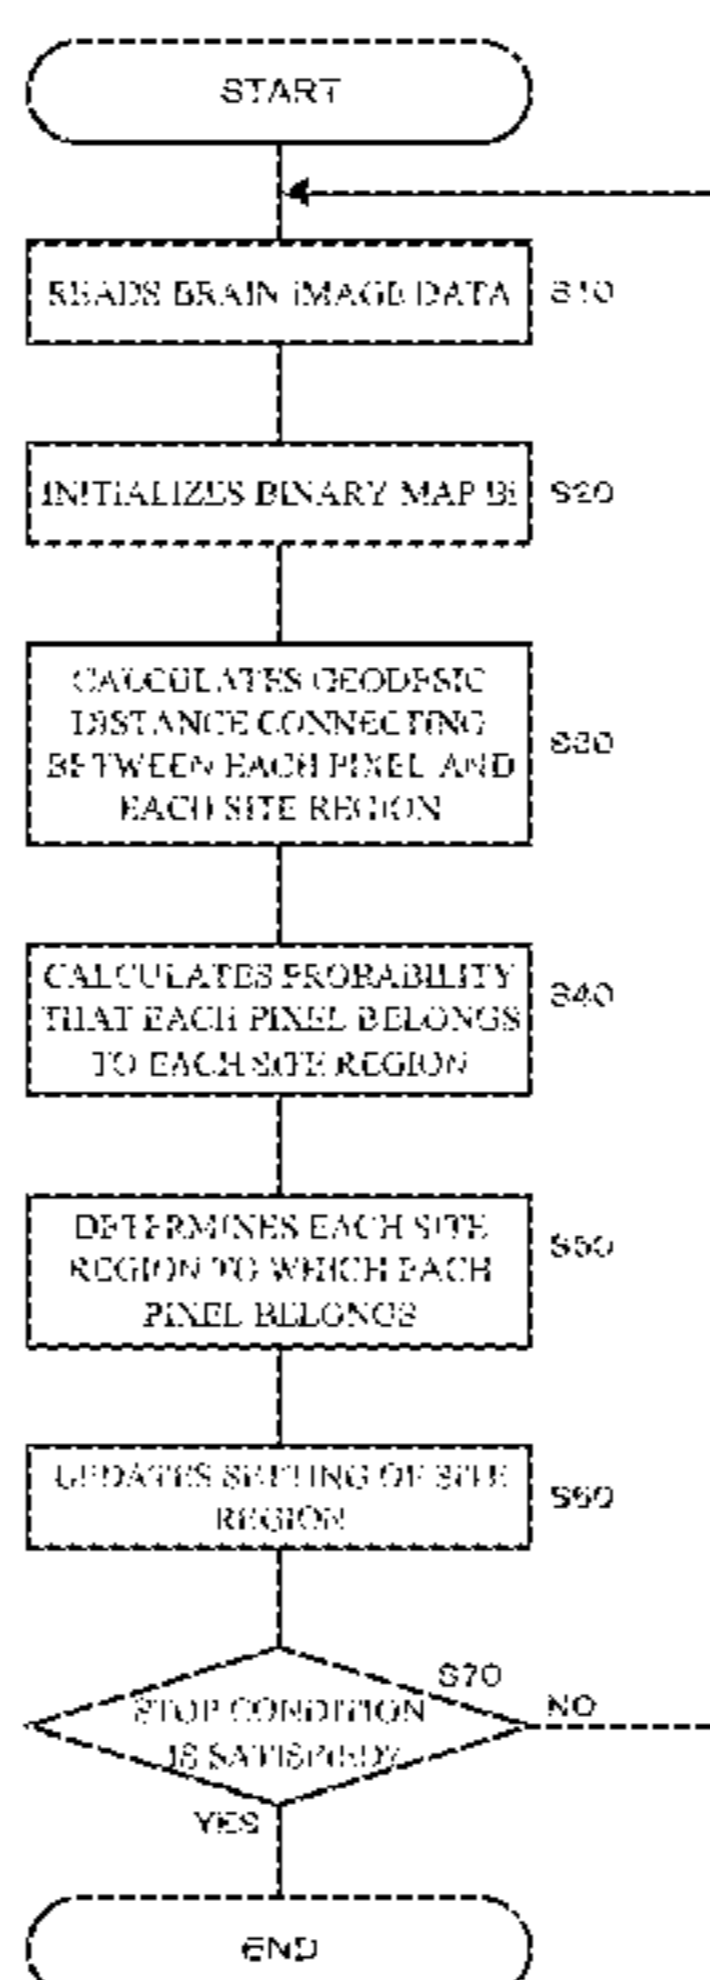 START
READS BRAIN IMAGE DATA
S10
INITIALIZES BINARY MAP Bi
S20
CALCULATES GEODESIC
DISTANCE CONNECTING
BETWEEN EACH PIXEL AND
EACH SITE REGION
S30
CALCULATES PROBABILITY
THAT EACH PIXEL BELONGS
TO EACH SITE REGION
S40
DETERMINES EACH SITE
REGION TO WHICH EACH
PIXEL BELONGS
S50
UPDATES SETTING OF SITE
REGION
S60
S70
STOP CONDITION
IS SATISFIED?
NO
YES
END